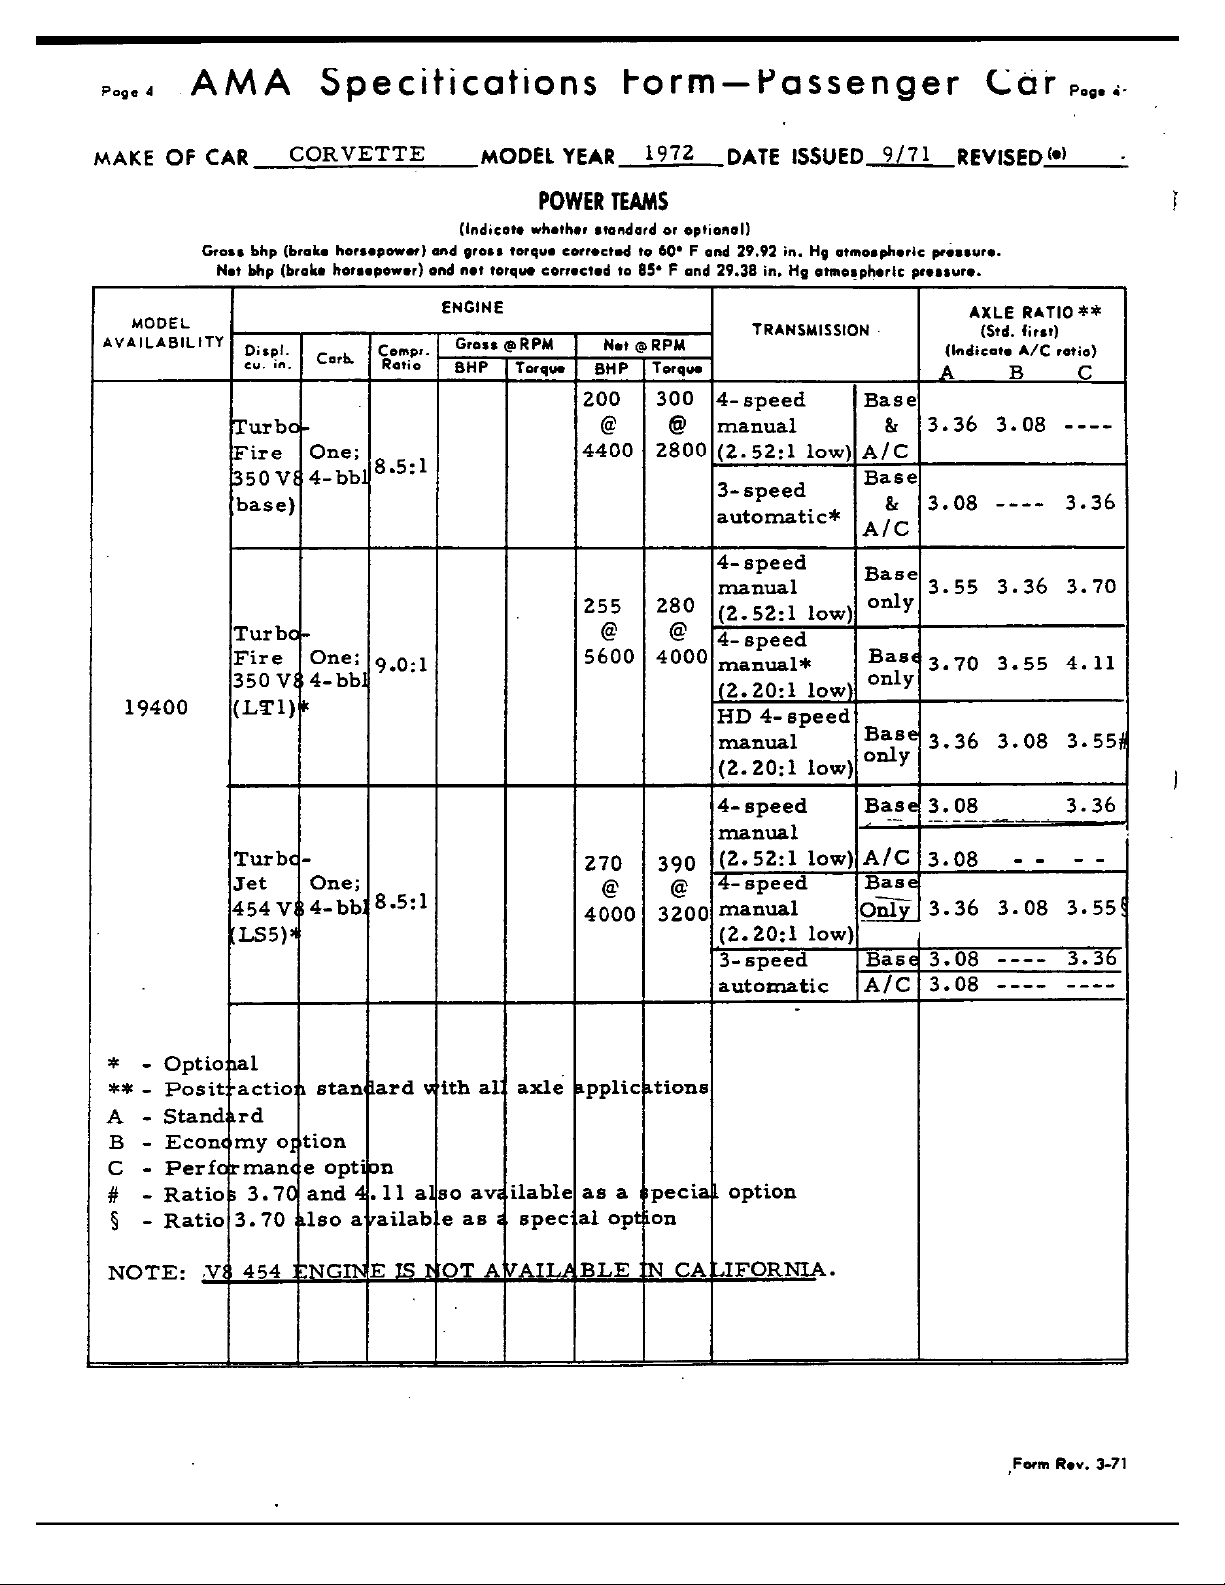 Page 4 AMA Specifications Form—Passenger Car Page 4
MAKE OF CAR CORVETTE MODEL YEAR 1972 DATE ISSUED 9/71 REVISED(•)
POWER TEAMS
(Indicate whether standard or optional)
Gross bhp (brake horsepower) and gross torque corrected to 60° F and 29.92 in. Hg atmospheric pressure.
Net bhp (brake horsepower) and net torque corrected to 85° F and 29.38 in. Hg atmospheric pressure.
MODEL AVAILABILITY
ENGINE
TRANSMISSION
AXLE RATIO **
(Std. first)
(Indicate A/C ratio)
Displ. cu. in.
Carb.
Compr. Ratio
Gross @ RPM
Net @ RPM
BHP Torque BHP Torque
A B C
19400
Turbo-
Fire
350 V8
(base)
One;
4-bbl
8.5:1
200 @ 4400
300 @ 2800
4-speed
manual
(2.52:1 low)
Base
&
A/C
3.36 3.08 ----
3-speed
automatic*
Base
&
A/C
3.08 ---- 3.36
Turbo-
Fire
350 V8
(LT1)*
One;
4-bbl
9.0:1
255 @ 5600
280 @ 4000
4-speed
manual
(2.52:1 low)
Base
only
3.55 3.36 3.70
4-speed
manual*
(2.20:1 low)
Base
only
3.70 3.55 4.11
HD 4-speed
manual
(2.20:1 low)
Base
only
3.36 3.08 3.55#
Turbo-
Jet
454 V8
(LS5)*
One;
4-bbl
8.5:1
270 @ 4000
390 @ 3200
4-speed
manual
(2.52:1 low)
Base 3.08 3.36
A/C 3.08 - - - -
4-speed
manual
(2.20:1 low)
Base
Only
3.36 3.08 3.55§
3-speed
automatic
Base 3.08 ---- 3.36
A/C 3.08 ---- ----
* - Optional
** - Positraction standard with all axle applications
A - Standard
B - Economy option
C - Performance option
# - Ratios 3.70 and 4.11 also available as a special option
§ - Ratio 3.70 also available as a special option
NOTE: V8 454 ENGINE IS NOT AVAILABLE IN CALIFORNIA.
Form Rev. 3-71